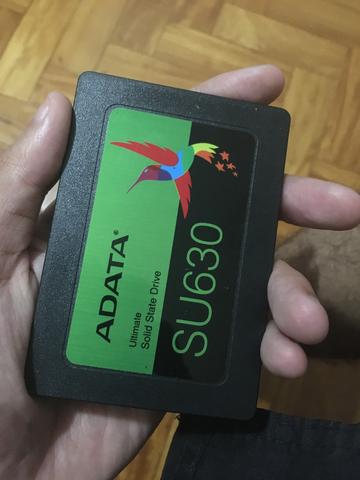 ADATA®
Ultimate
Solid State Drive
SU630